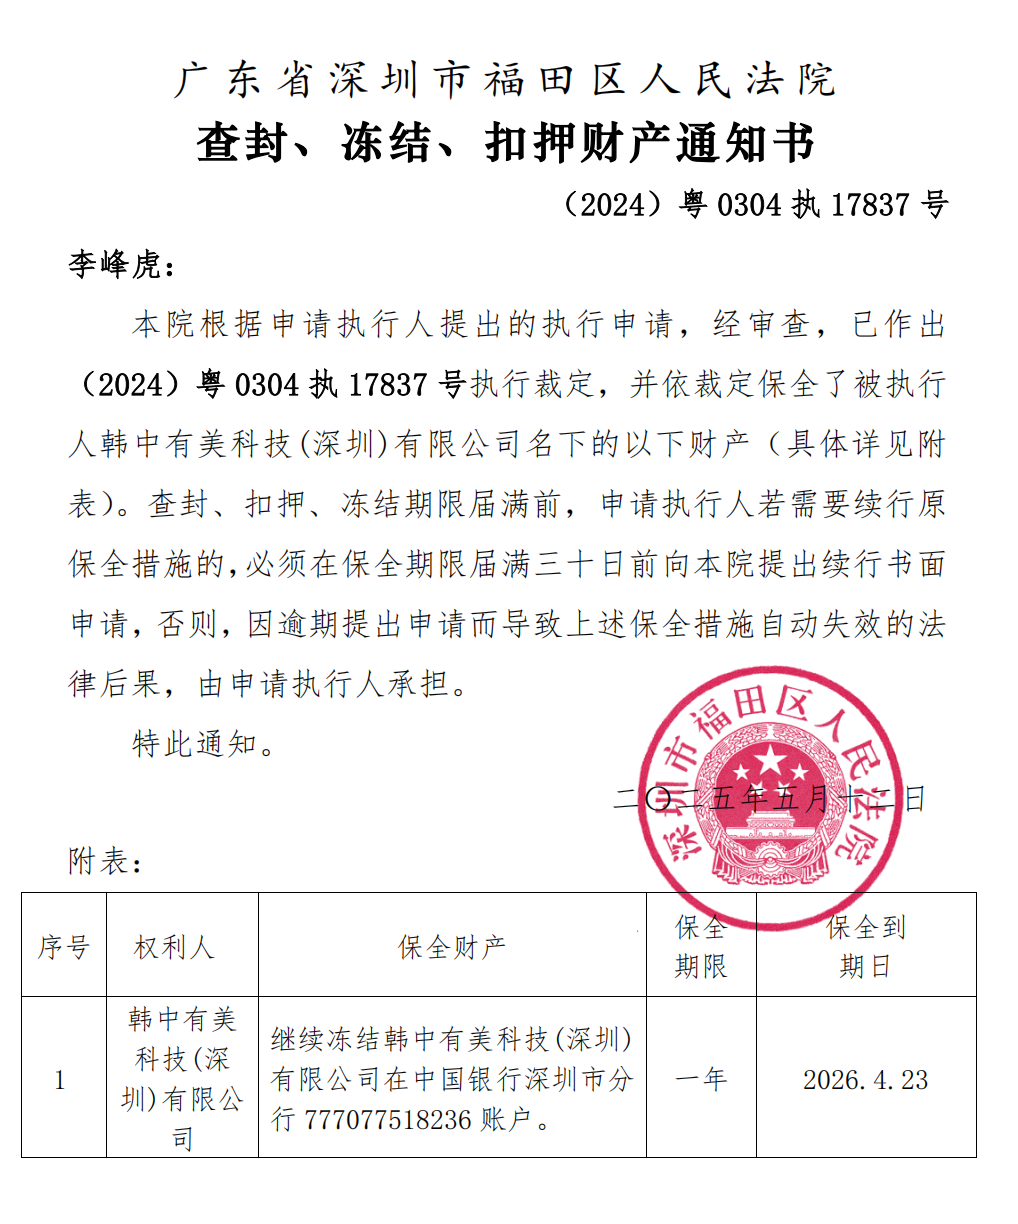 广东省深圳市福田区人民法院
查封、冻结、扣押财产通知书
（2024）粤 0304 执 17837 号
李峰虎：
本院根据申请执行人提出的执行申请，经审查，已作出
（2024）粤 0304 执 17837 号执行裁定，并依裁定保全了被执行
人韩中有美科技(深圳)有限公司名下的以下财产（具体详见附
表）。查封、扣押、冻结期限届满前，申请执行人若需要续行原
保全措施的，必须在保全期限届满三十日前向本院提出续行书面
申请，否则，因逾期提出申请而导致上述保全措施自动失效的法
律后果，由申请执行人承担。
特此通知。
深圳市福田区人民法院
二〇二五年五月十二日
附表：
序号 权利人 保全财产 保全期限 保全到期日
1
韩中有美
科技(深
圳)有限公
司
继续冻结韩中有美科技(深圳)
有限公司在中国银行深圳市分
行 777077518236 账户。
一年
2026.4.23